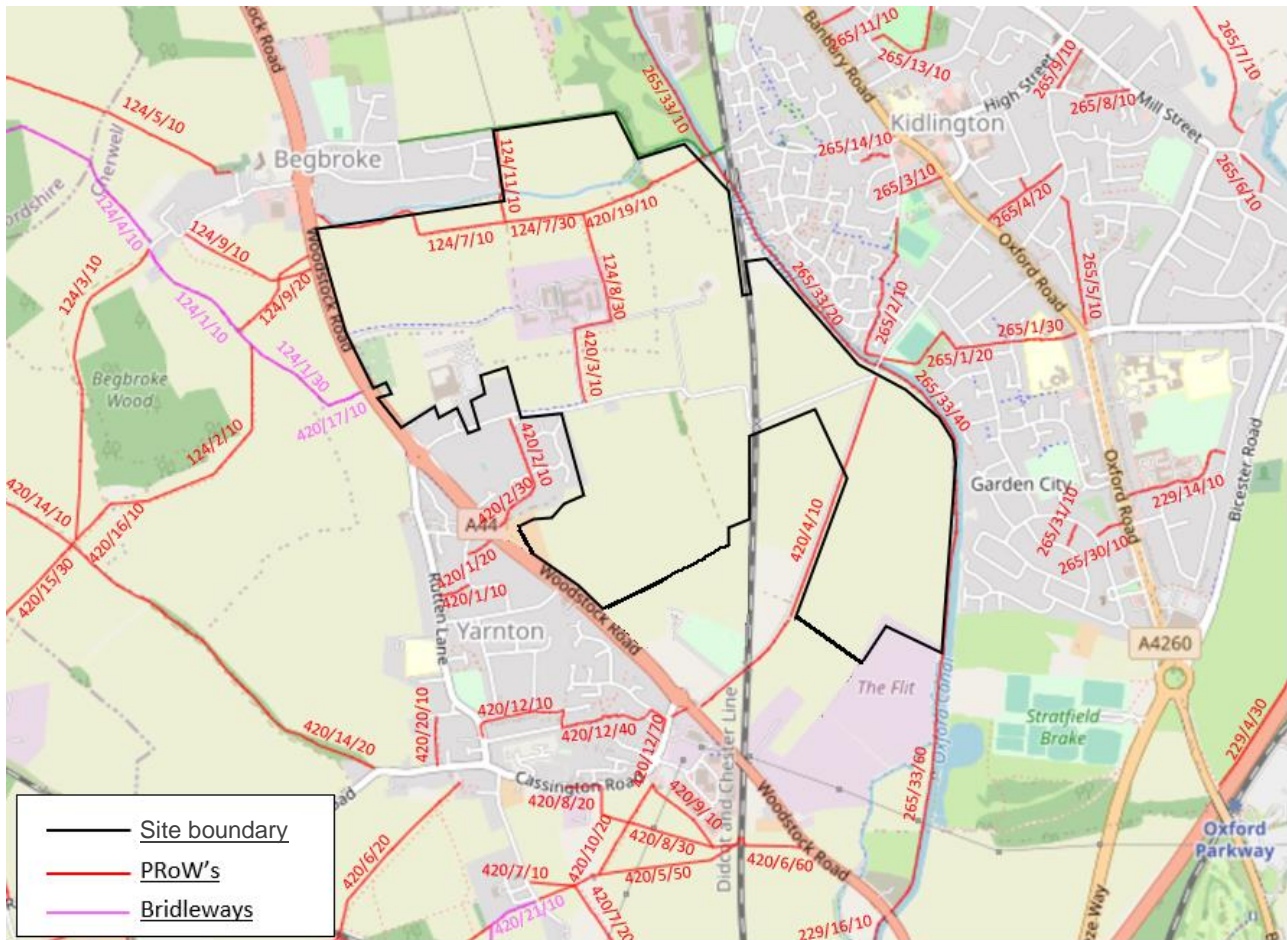 Woodstock Road
265/11/10
Banbury Road
265/13/10
265/7/10
265/9/10
High Street
265/8/10
Mill Street
Kidlington
265/33/10
265/14/10
265/3/10
265/6/10
265/4/20
265/5/10
Oxford Road
124/5/10
Begbroke
Cherwell
124/4/10
124/11/10
124/9/10
124/7/10
124/7/30
420/19/10
124/3/10
124/9/20
Woodstock Road
124/8/30
265/33/20
265/2/10
265/1/30
265/1/20
124/1/10
124/1/30
Begbroke
Wood
420/17/10
420/3/10
265/33/40
124/2/10
420/2/10
420/2/30
Garden City
Oxford Road
229/14/10
Bicester Road
265/31/10
265/30/10
420/14/10
420/16/10
420/15/30
A44
420/1/20
420/1/10
Rutten Lane
Yarnton
Woodstock Road
420/4/10
A4260
The Flit
Oxford Canal
Stratfield
Brake
229/4/30
420/20/10
420/12/10
420/12/40
420/12/70
Didcot and Chester Line
420/14/20
Cassington Road
420/8/20
420/9/10
420/10/20
420/8/30
Woodstock Road
265/33/60
420/6/20
420/7/10
420/5/50
420/6/60
420/21/10
420/7/20
229/16/10
Oxford
Parkway
Site boundary
PRoW's
Bridleways